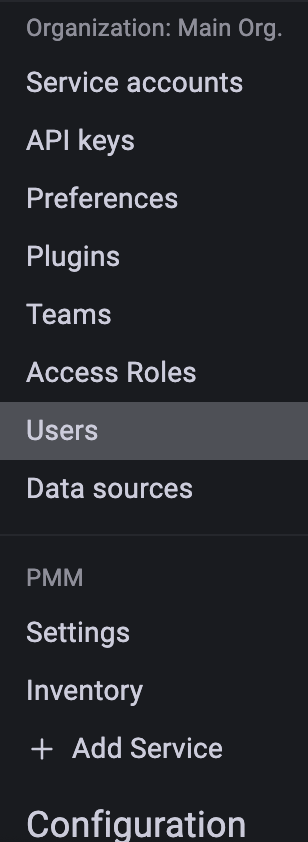 Organization: Main Org.
Service accounts
API keys
Preferences
Plugins
Teams
Access Roles
Users
Data sources
PMM
Settings
Inventory
+ Add Service
Configuration